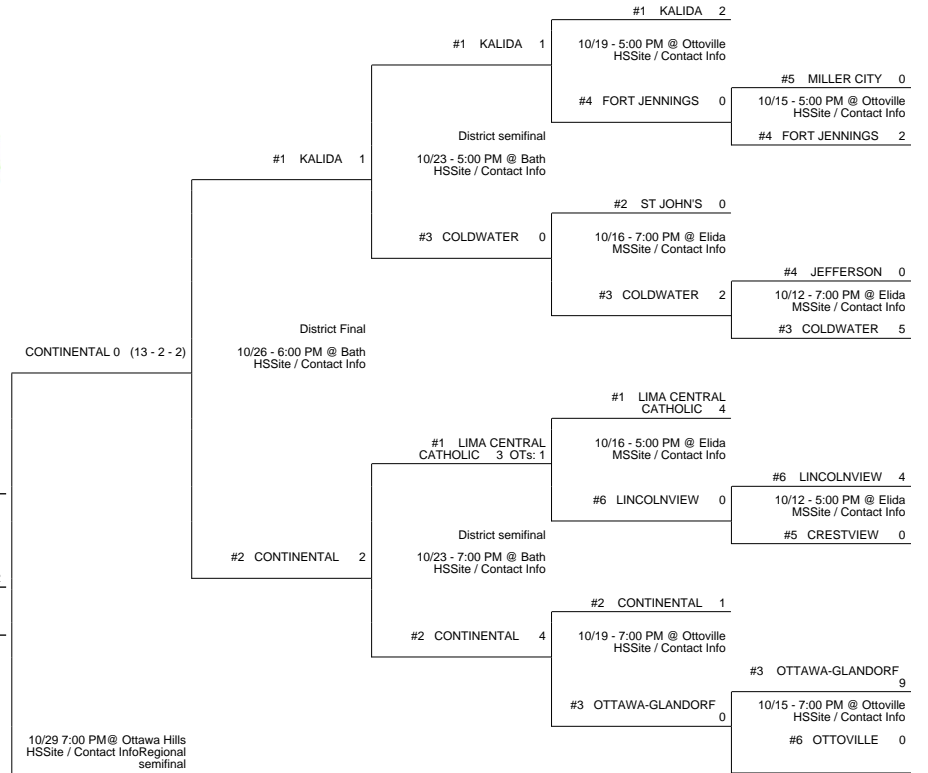 #1 KALIDA 2
#1 KALIDA 1
10/19 - 5:00 PM @ Ottoville
HSSite / Contact Info
#5 MILLER CITY 0
#4 FORT JENNINGS 0
10/15 - 5:00 PM @ Ottoville
HSSite / Contact Info
District semifinal
#4 FORT JENNINGS 2
#1 KALIDA 1
10/23 - 5:00 PM @ Bath
HSSite / Contact Info
#2 ST JOHN'S 0
#3 COLDWATER 0
10/16 - 7:00 PM @ Elida
MSSite / Contact Info
#4 JEFFERSON 0
#3 COLDWATER 2
10/12 - 7:00 PM @ Elida
MSSite / Contact Info
District Final
#3 COLDWATER 5
CONTINENTAL 0 (13 - 2 - 2)
10/26 - 6:00 PM @ Bath
HSSite / Contact Info
#1 LIMA CENTRAL
CATHOLIC 4
#1 LIMA CENTRAL
CATHOLIC 3 OTs: 1
10/16 - 5:00 PM @ Elida
MSSite / Contact Info
#6 LINCOLNVIEW 4
#6 LINCOLNVIEW 0
10/12 - 5:00 PM @ Elida
MSSite / Contact Info
District semifinal
#5 CRESTVIEW 0
#2 CONTINENTAL 2
10/23 - 7:00 PM @ Bath
HSSite / Contact Info
#2 CONTINENTAL 1
#2 CONTINENTAL 4
10/19 - 7:00 PM @ Ottoville
HSSite / Contact Info
#3 OTTAWA-GLANDORF
9
#3 OTTAWA-GLANDORF
0
10/15 - 7:00 PM @ Ottoville
HSSite / Contact Info
#6 OTTOVILLE 0
10/29 7:00 PM@ Ottawa Hills
HSSite / Contact InfoRegional
semifinal